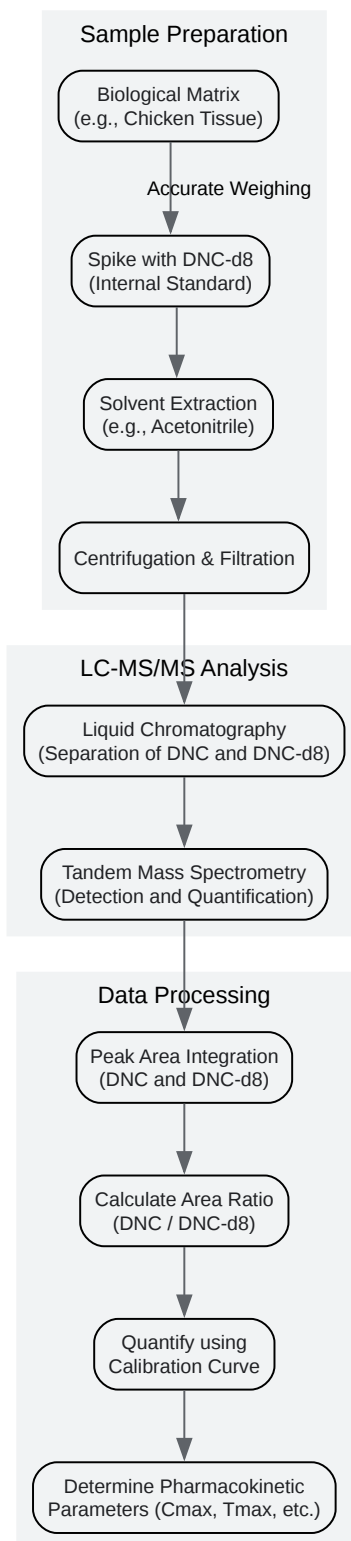 Sample Preparation
Biological Matrix
(e.g., Chicken Tissue)
Accurate Weighing
Spike with DNC-d8
(Internal Standard)
Solvent Extraction
(e.g., Acetonitrile)
Centrifugation & Filtration
LC-MS/MS Analysis
Liquid Chromatography
(Separation of DNC and DNC-d8)
Tandem Mass Spectrometry
(Detection and Quantification)
Data Processing
Peak Area Integration
(DNC and DNC-d8)
Calculate Area Ratio
(DNC / DNC-d8)
Quantify using
Calibration Curve
Determine Pharmacokinetic
Parameters (Cmax, Tmax, etc.)